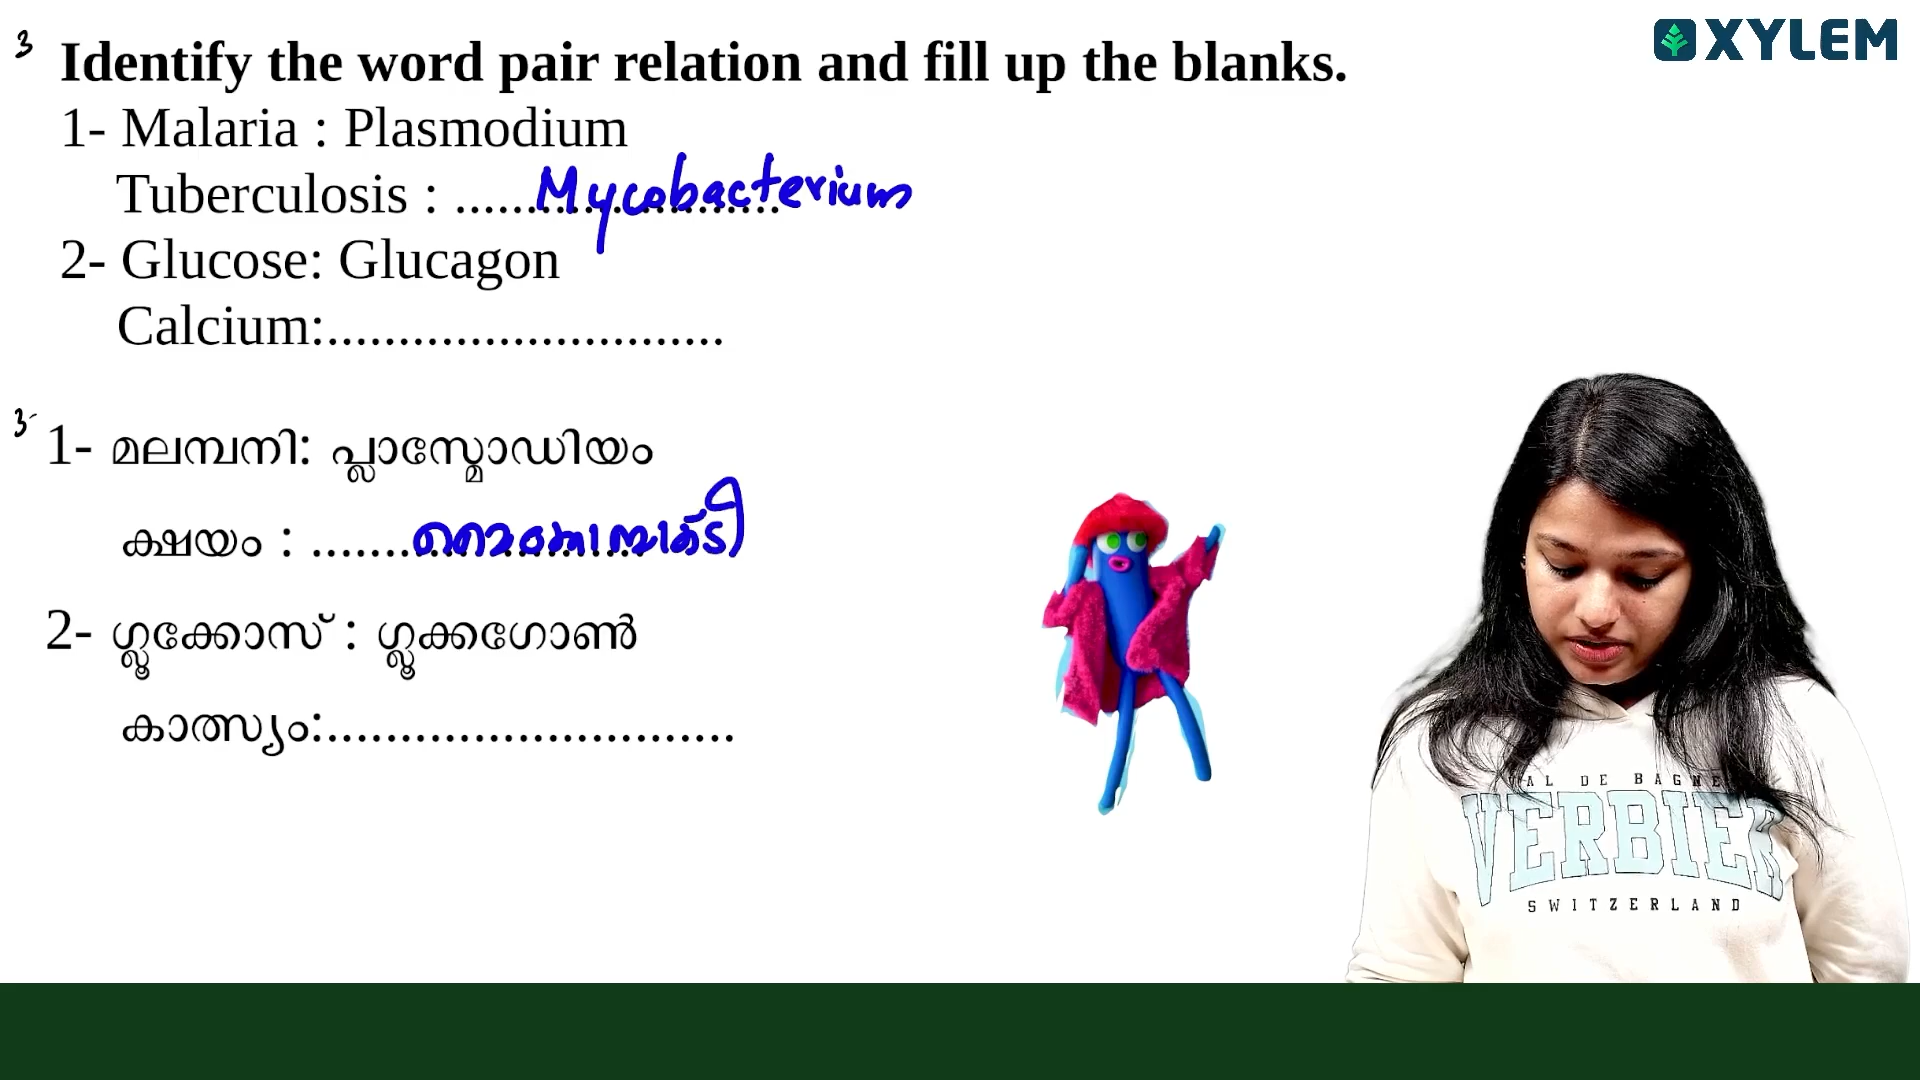 XYLEM
3 Identify the word pair relation and fill up the blanks.
1- Malaria : Plasmodium
Tuberculosis : ....................... Mycobacterium
2- Glucose: Glucagon
Calcium:............................
3
1- മലമ്പനി: പ്ലാസ്മോഡിയം
ക്ഷയം : .......................
2- ഗ്ലൂക്കോസ് : ഗ്ലൂക്കഗോൺ
കാത്സ്യം:.............................
VAL DE BAGNE
VERBIER
SWITZERLAND